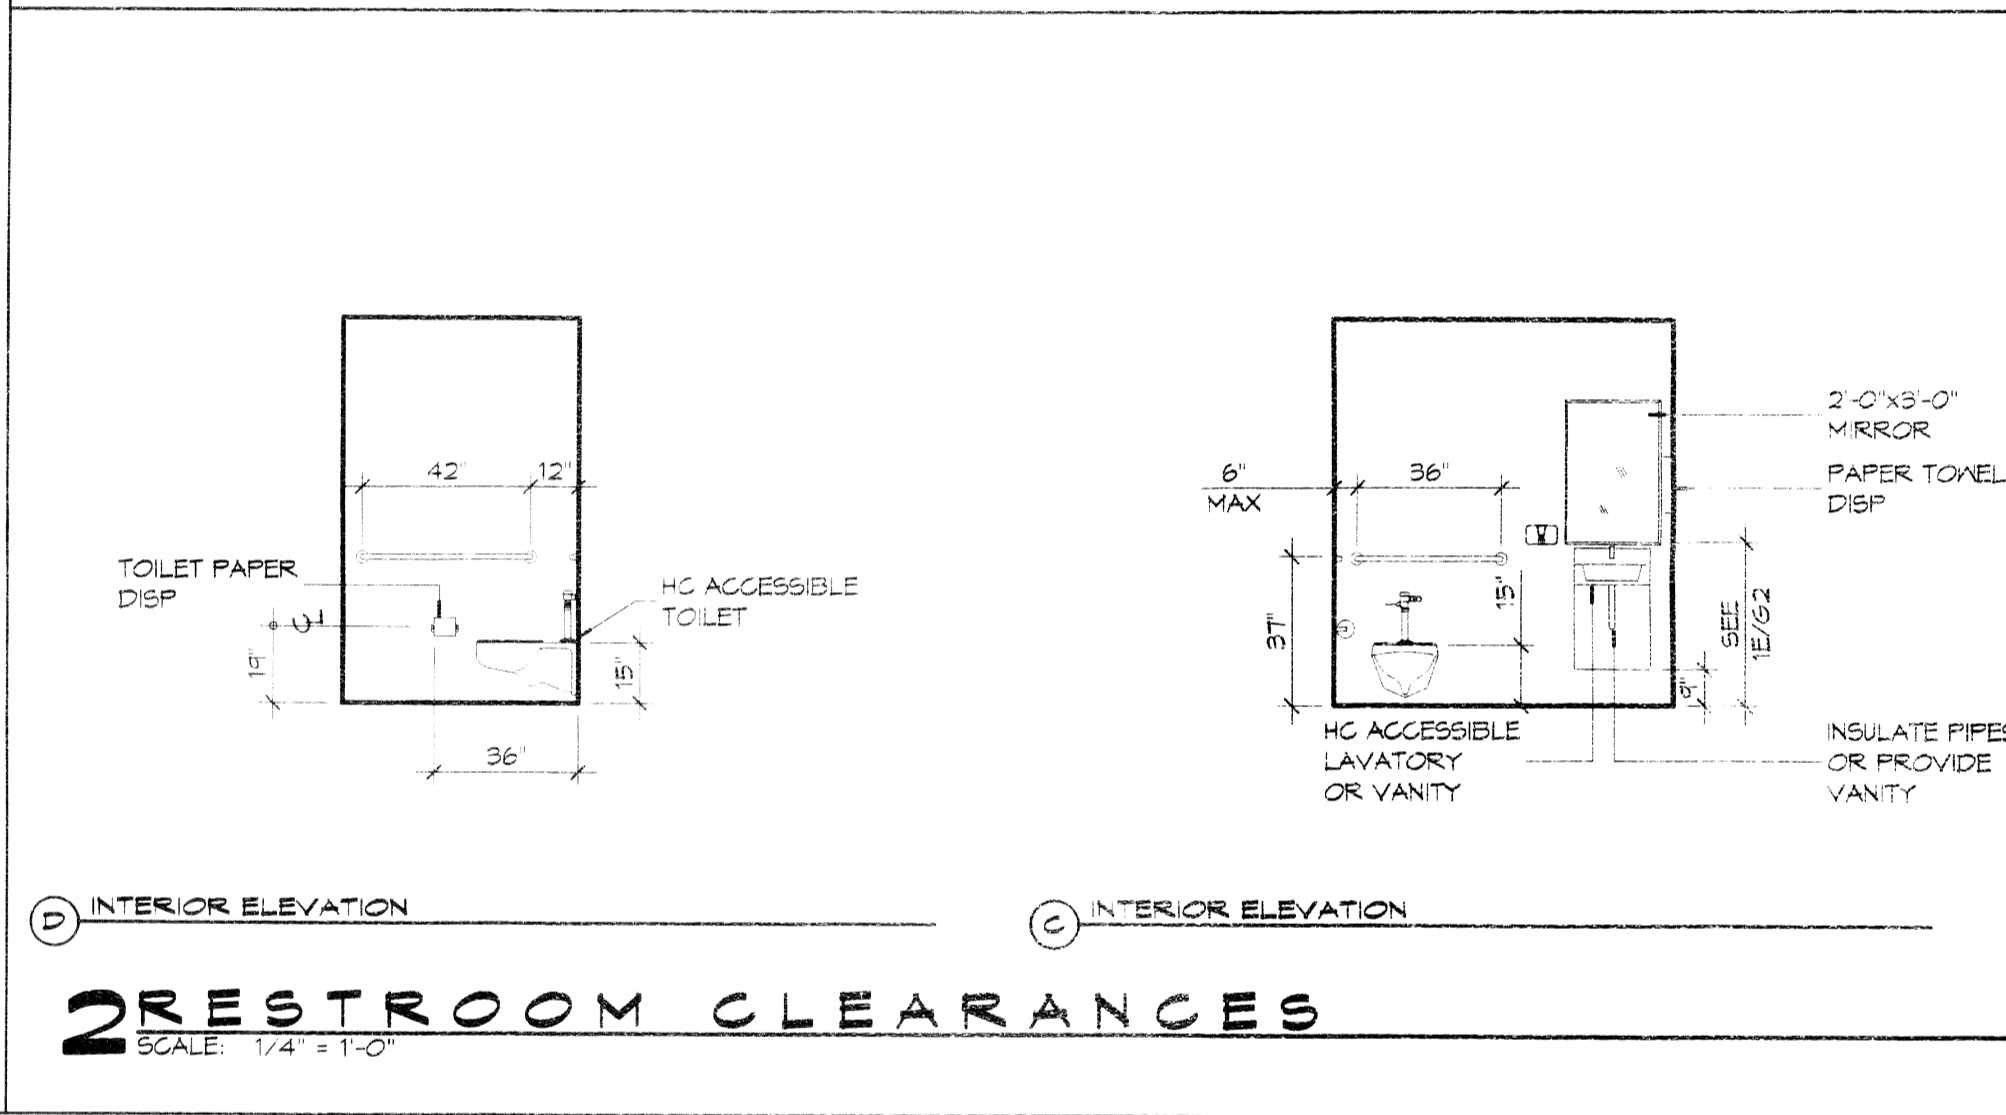 42"
12"
TOILET PAPER
DISP
HC ACCESSIBLE
TOILET
CL
19"
15"
36"
2'-0"x3'-0"
MIRROR
6"
MAX
36"
PAPER TOWEL
DISP
37"
15"
SEE
1E/G2
9"
HC ACCESSIBLE
LAVATORY
OR VANITY
INSULATE PIPES
OR PROVIDE
VANITY
D INTERIOR ELEVATION
C INTERIOR ELEVATION
2 RESTROOM CLEARANCES
SCALE: 1/4" = 1'-0"